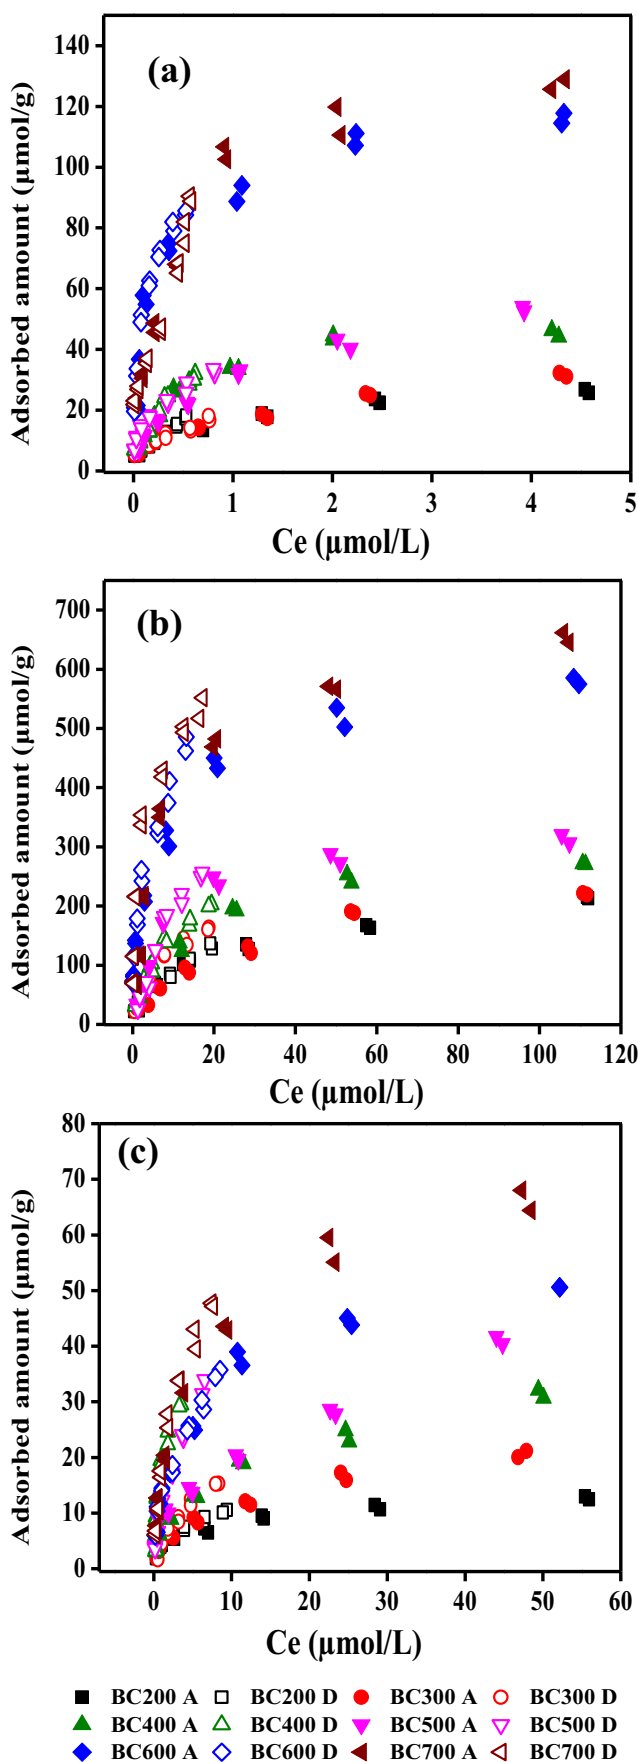 (a)
140
120
100
80
60
40
20
0
Adsorbed amount (µmol/g)
0 1 2 3 4 5
Ce (µmol/L)
(b)
700
600
500
400
300
200
100
0
Adsorbed amount (µmol/g)
0 20 40 60 80 100 120
Ce (µmol/L)
(c)
80
70
60
50
40
30
20
10
0
Adsorbed amount (µmol/g)
0 10 20 30 40 50 60
Ce (µmol/L)
BC200 A BC200 D BC300 A BC300 D
BC400 A BC400 D BC500 A BC500 D
BC600 A BC600 D BC700 A BC700 D